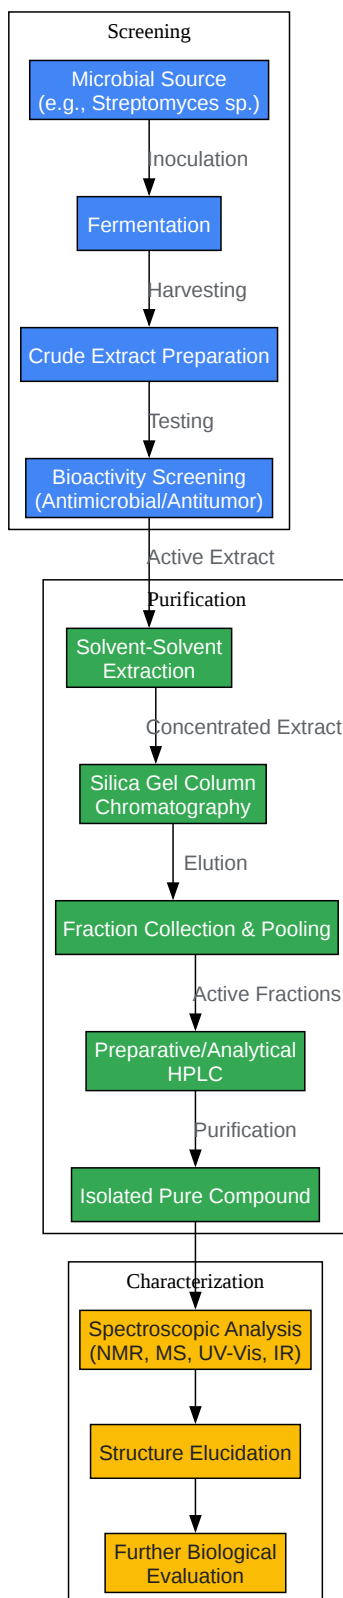 Screening
Microbial Source
(e.g., Streptomyces sp.)
Inoculation
Fermentation
Harvesting
Crude Extract Preparation
Testing
Bioactivity Screening
(Antimicrobial/Antitumor)
Active Extract
Purification
Solvent-Solvent
Extraction
Concentrated Extract
Silica Gel Column
Chromatography
Elution
Fraction Collection & Pooling
Active Fractions
Preparative/Analytical
HPLC
Purification
Isolated Pure Compound
Characterization
Spectroscopic Analysis
(NMR, MS, UV-Vis, IR)
Structure Elucidation
Further Biological
Evaluation